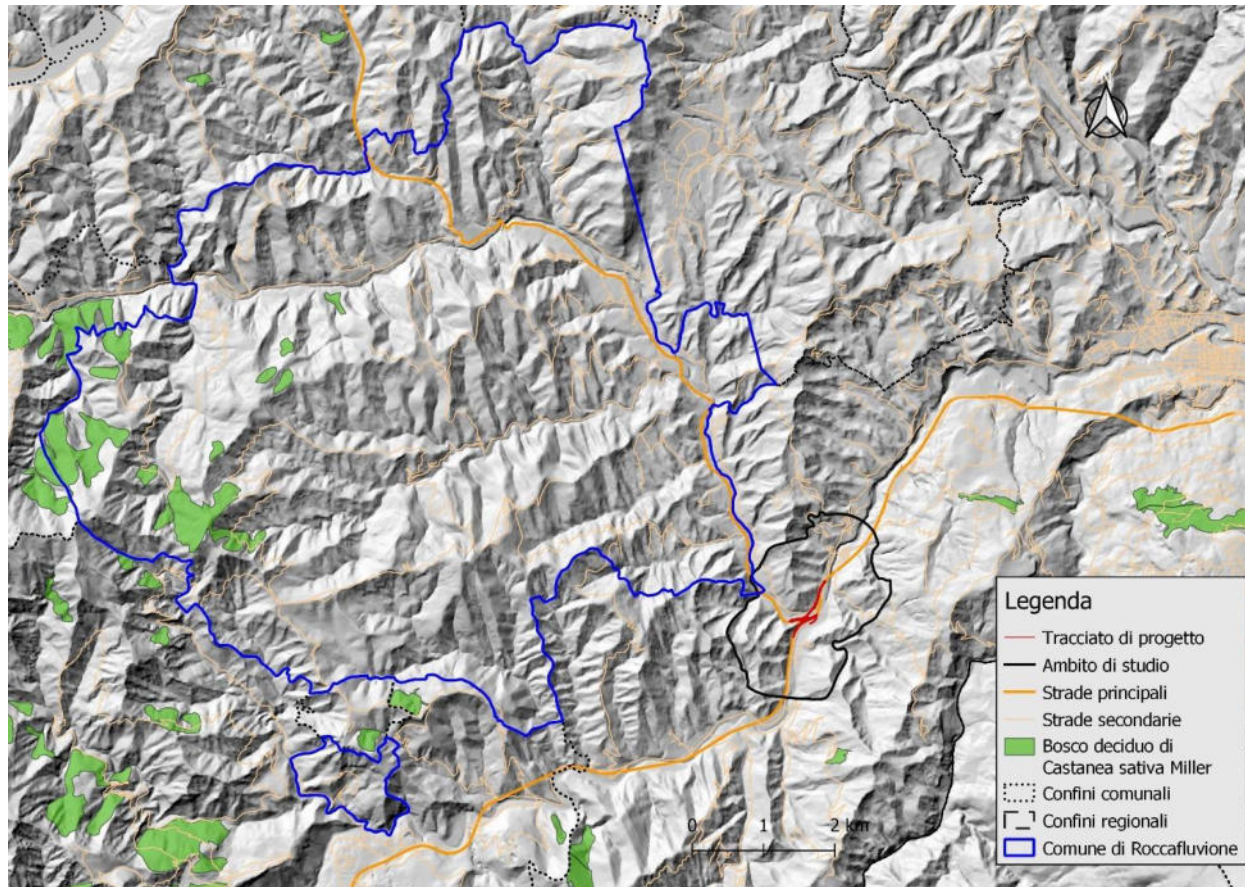 Legenda
Tracciato di progetto
Ambito di studio
Strade principali
Strade secondarie
Bosco deciduo di
Castanea sativa Miller
Confini comunali
Confini regionali
Comune di Roccafluvione
0 1 2 km